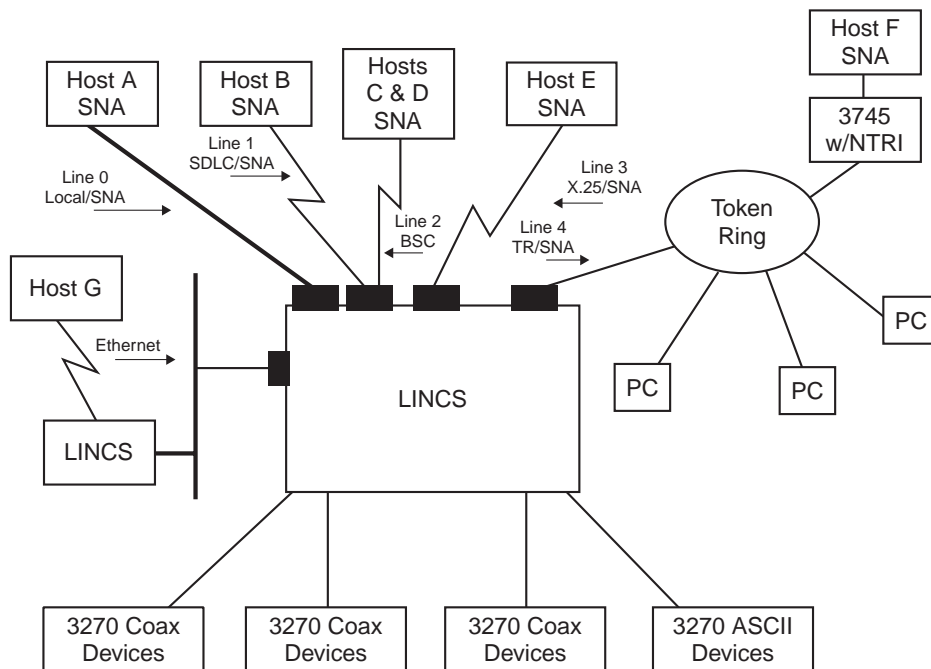 Host F
SNA
Host A
SNA
Host B
SNA
Hosts
C & D
SNA
Host E
SNA
3745
w/NTRI
Line 0
Local/SNA
Line 1
SDLC/SNA
Line 2
BSC
Line 3
X.25/SNA
Line 4
TR/SNA
Token
Ring
Host G
Ethernet
PC
PC
PC
LINCS
LINCS
3270 Coax
Devices
3270 Coax
Devices
3270 Coax
Devices
3270 ASCII
Devices